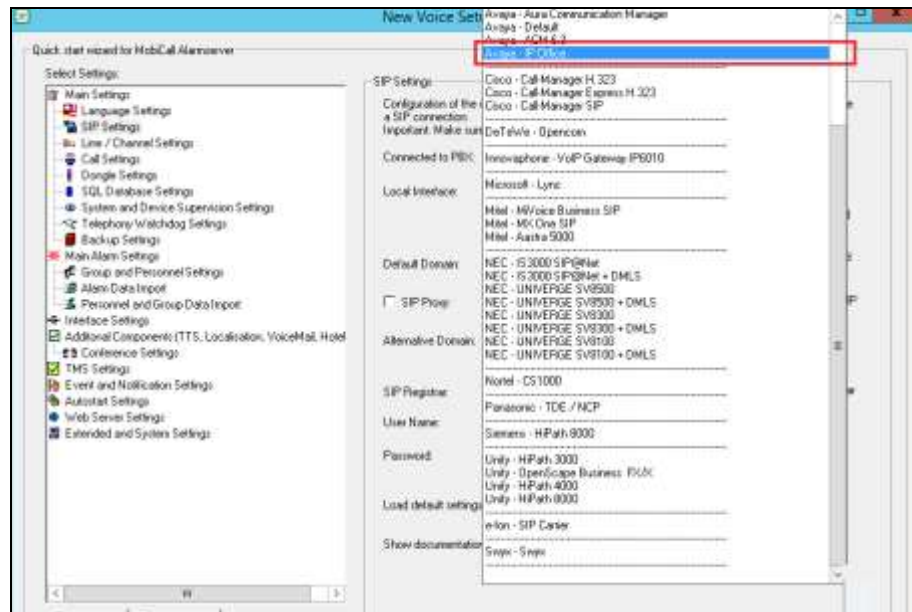 New Voice Set
Quick start wizard for MobiCall Alarmserver
Select Settings:
Main Settings
Language Settings
SIP Settings
Line / Channel Settings
Call Settings
Dongle Settings
SQL Database Settings
System and Device Supervision Settings
Telephony Watchdog Settings
Backup Settings
Main Alarm Settings
Group and Personnel Settings
Alarm Data Import
Personnel and Group Data Import
Interface Settings
Additional Components (TTS, Localisation, VoiceMail, Hotel
Conference Settings
TMS Settings
Event and Notification Settings
Autostart Settings
Web Server Settings
Extended and System Settings
SIP Settings
Configuration of the
a SIP connection.
Important: Make sure
Connected to PBX:
Local Interface:
Default Domain:
SIP Proxy:
Alternative Domain:
SIP Registrar:
User Name:
Password:
Load default settings
Show documentation
Avaya - Aura Communication Manager
Avaya - Default
Avaya - IP Office
Cisco - Call-Manager H.323
Cisco - Call-Manager Express H.323
Cisco - Call-Manager SIP
DeTeWe - Opencom
Innovaphone - VoIP Gateway IP6010
Microsoft - Lync
Mitel - MiVoice Business SIP
Mitel - MX One SIP
Mitel - Aastra 5000
NEC - IS3000 SIP@Net
NEC - IS3000 SIP@Net + DMLS
NEC - UNIVERGE SV8500
NEC - UNIVERGE SV8500 + DMLS
NEC - UNIVERGE SV8300
NEC - UNIVERGE SV8300 + DMLS
NEC - UNIVERGE SV8100
NEC - UNIVERGE SV8100 + DMLS
Nortel - CS1000
Panasonic - TDE / NCP
Siemens - HiPath 8000
Unify - HiPath 3000
Unify - OpenScape Business
Unify - HiPath 4000
Unify - HiPath 8000
e-fon - SIP Carrier
Swyx - Swyx